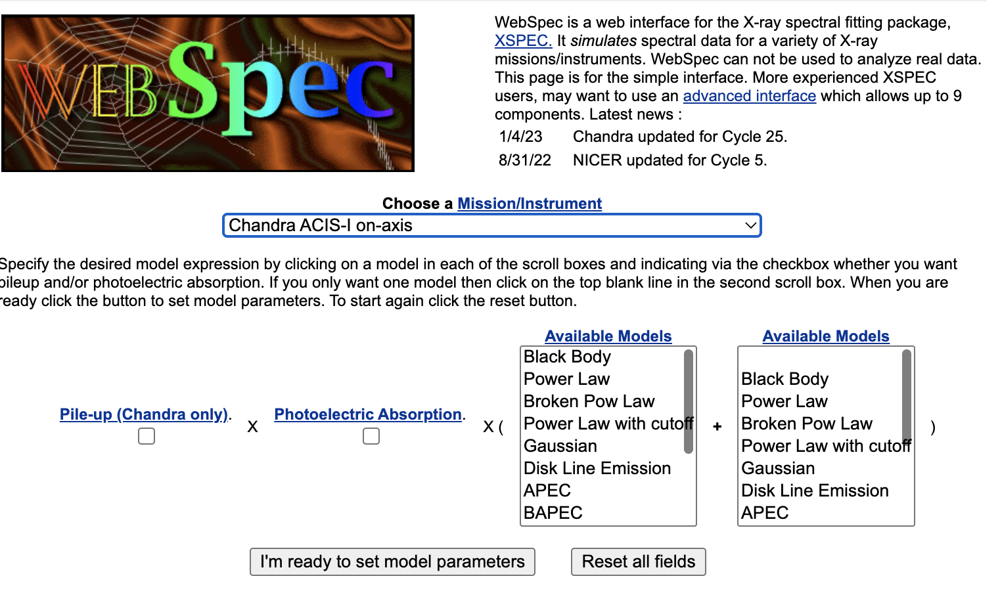 WEBSpec
WebSpec is a web interface for the X-ray spectral fitting package,
XSPEC. It simulates spectral data for a variety of X-ray
missions/instruments. WebSpec can not be used to analyze real data.
This page is for the simple interface. More experienced XSPEC
users, may want to use an advanced interface which allows up to 9
components. Latest news :
1/4/23 Chandra updated for Cycle 25.
8/31/22 NICER updated for Cycle 5.
Choose a Mission/Instrument
Chandra ACIS-I on-axis
Specify the desired model expression by clicking on a model in each of the scroll boxes and indicating via the checkbox whether you want
pileup and/or photoelectric absorption. If you only want one model then click on the top blank line in the second scroll box. When you are
ready click the button to set model parameters. To start again click the reset button.
Pile-up (Chandra only).
X
Photoelectric Absorption.
X (
Available Models
Black Body
Power Law
Broken Pow Law
Power Law with cutoff
Gaussian
Disk Line Emission
APEC
BAPEC
+
Available Models
Black Body
Power Law
Broken Pow Law
Power Law with cutoff
Gaussian
Disk Line Emission
APEC
)
I'm ready to set model parameters
Reset all fields